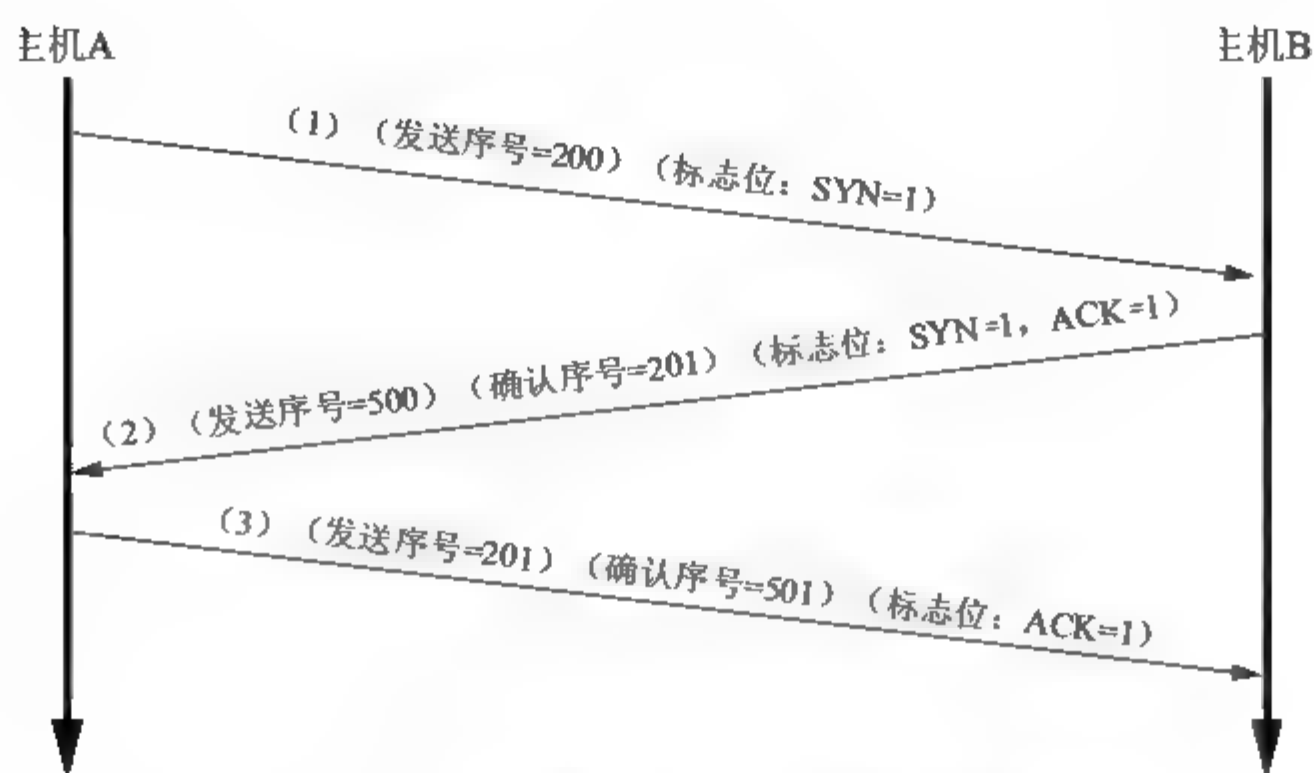 主机A
主机B
（1）（发送序号=200）（标志位：SYN=1）
（2）（发送序号=500）（确认序号=201）（标志位：SYN=1，ACK=1）
（3）（发送序号=201）（确认序号=501）（标志位：ACK=1）